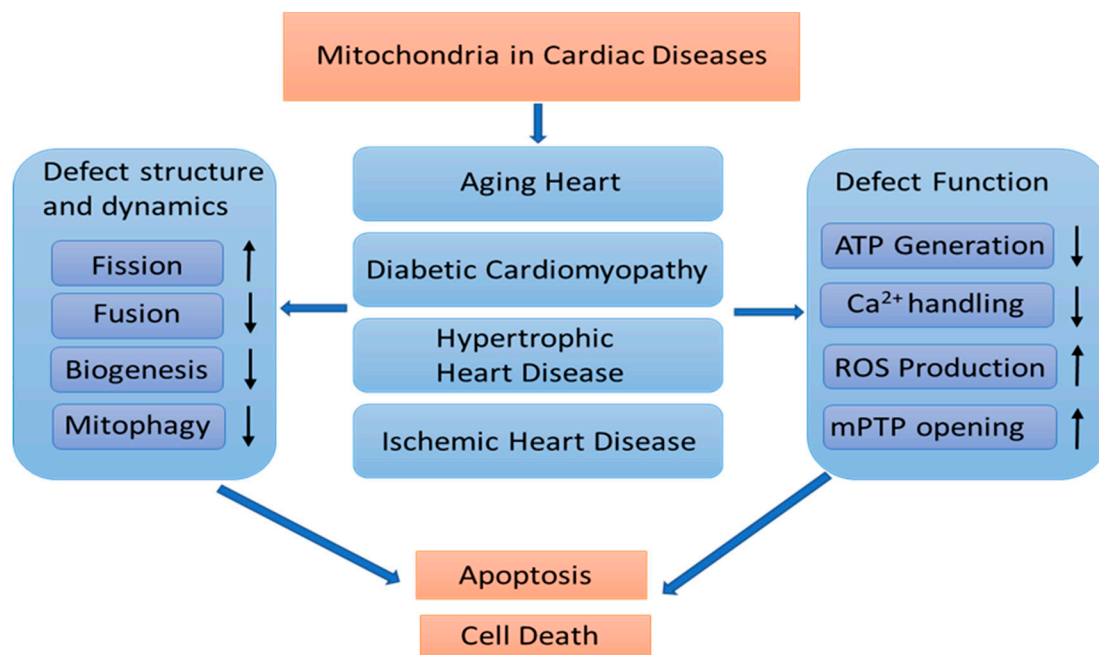 Mitochondria in Cardiac Diseases
Defect structure
and dynamics
Fission
Fusion
Biogenesis
Mitophagy
Aging Heart
Diabetic Cardiomyopathy
Hypertrophic
Heart Disease
Ischemic Heart Disease
Defect Function
ATP Generation
Ca²⁺ handling
ROS Production
mPTP opening
Apoptosis
Cell Death